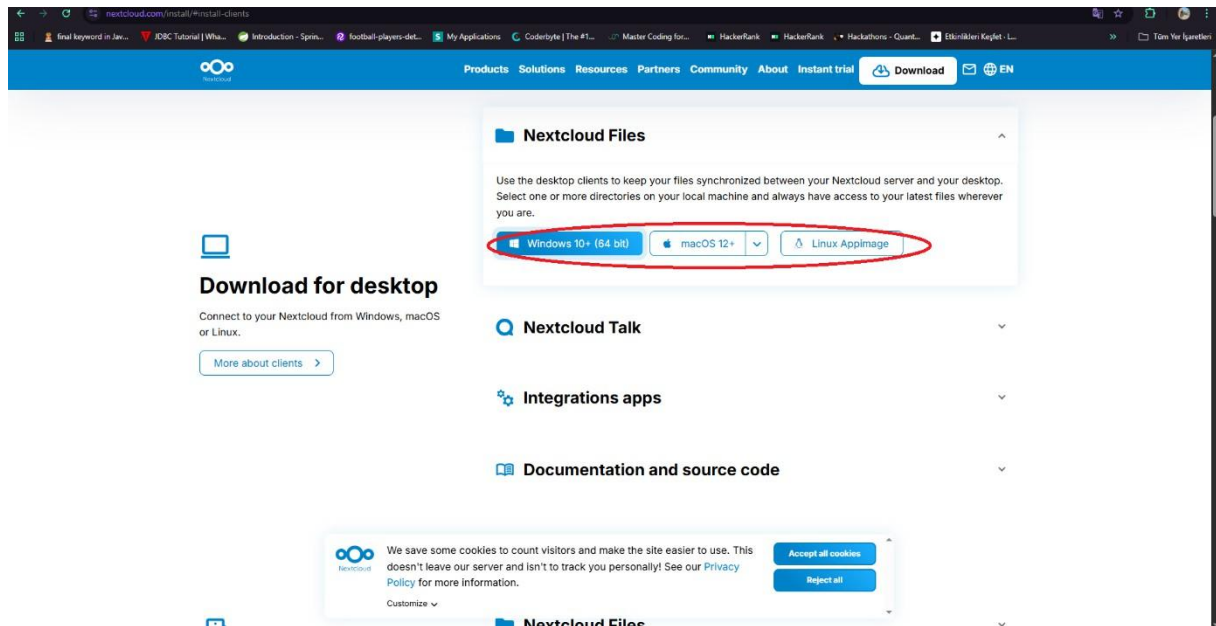 nextcloud.com/install/#install-clients
final keyword in Jav... JDBC Tutorial | Wha... Introduction - Sprin... football-players-det... My Applications Coderbyte | The #1... Master Coding for... HackerRank HackerRank Hackathons - Quant... Etkinlikleri Keşfet - L... » Tüm Yer İşaretleri
Nextcloud
Products Solutions Resources Partners Community About Instant trial Download EN
Nextcloud Files
Use the desktop clients to keep your files synchronized between your Nextcloud server and your desktop.
Select one or more directories on your local machine and always have access to your latest files wherever
you are.
Windows 10+ (64 bit) macOS 12+ Linux Appimage
Download for desktop
Connect to your Nextcloud from Windows, macOS
or Linux.
More about clients
Nextcloud Talk
Integrations apps
Documentation and source code
Nextcloud
We save some cookies to count visitors and make the site easier to use. This
doesn't leave our server and isn't to track you personally! See our Privacy
Policy for more information.
Customize
Accept all cookies
Reject all
Nextcloud Files